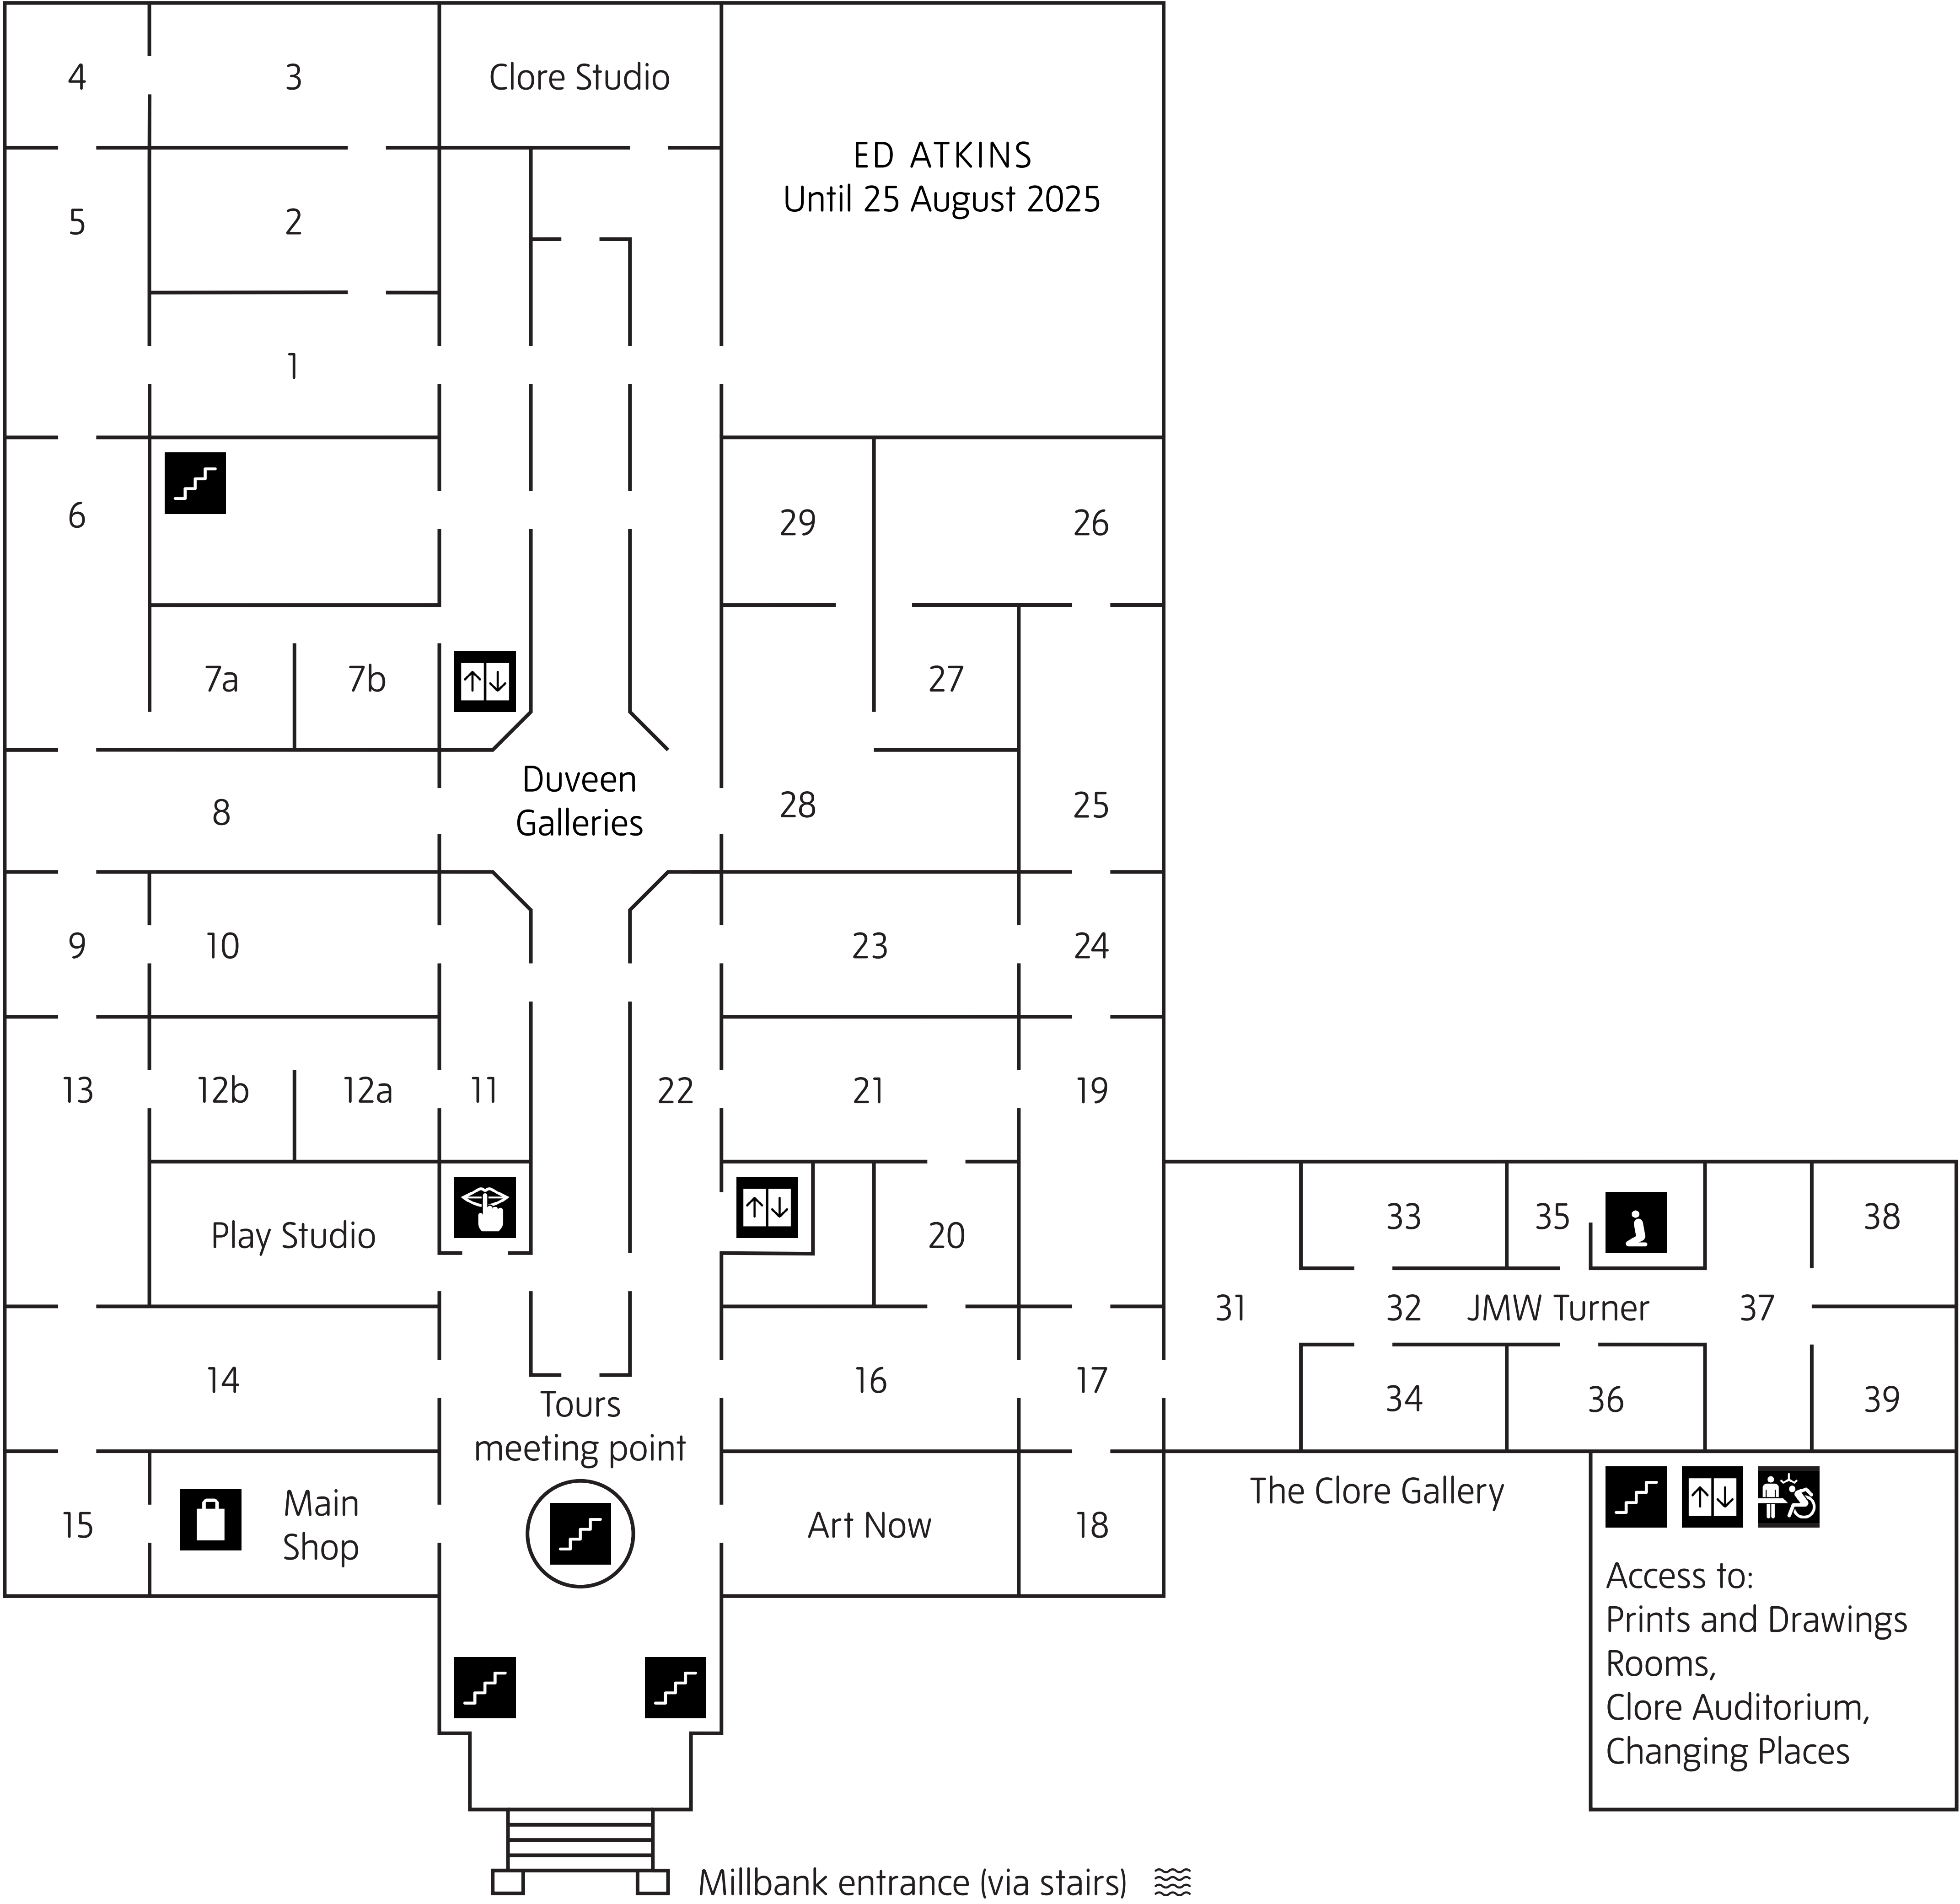 4
3
Clore Studio
ED ATKINS
Until 25 August 2025
5
2
1
6
29
26
7a
7b
27
Duveen
Galleries
8
28
25
9
10
23
24
13
12b
12a
11
22
21
19
Play Studio
20
33
35
38
31
32
JMW Turner
37
14
16
17
34
36
39
Tours
meeting point
15
Main
Shop
Art Now
18
The Clore Gallery
Access to:
Prints and Drawings
Rooms,
Clore Auditorium,
Changing Places
Millbank entrance (via stairs)